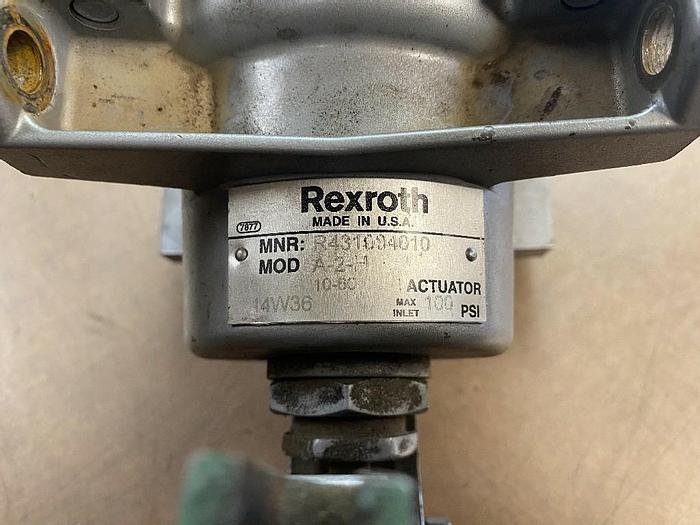 Rexroth
MADE IN U.S.A.
7877
MNR: R431004010
MOD A-2-H
10-60 ACTUATOR
14W36 MAX INLET 100 PSI